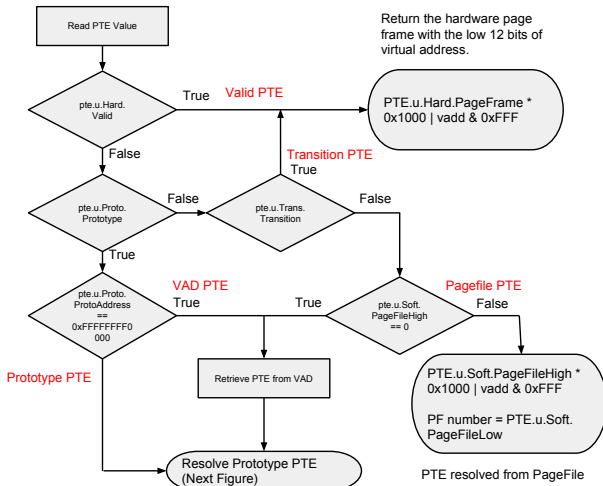 Read PTE Value
Return the hardware page
frame with the low 12 bits of
virtual address.
pte.u.Hard.
Valid
True
Valid PTE
PTE.u.Hard.PageFrame *
0x1000 | vadd & 0xFFF
False
Transition PTE
True
pte.u.Proto.
Prototype
False
pte.u.Trans.
Transition
False
True
pte.u.Proto.
ProtoAddress
==
0xFFFFFFFF0
000
VAD PTE
True
True
pte.u.Soft.
PageFileHigh
== 0
Pagefile PTE
False
Prototype PTE
Retrieve PTE from VAD
PTE.u.Soft.PageFileHigh *
0x1000 | vadd & 0xFFF
PF number = PTE.u.Soft.
PageFileLow
Resolve Prototype PTE
(Next Figure)
PTE resolved from PageFile